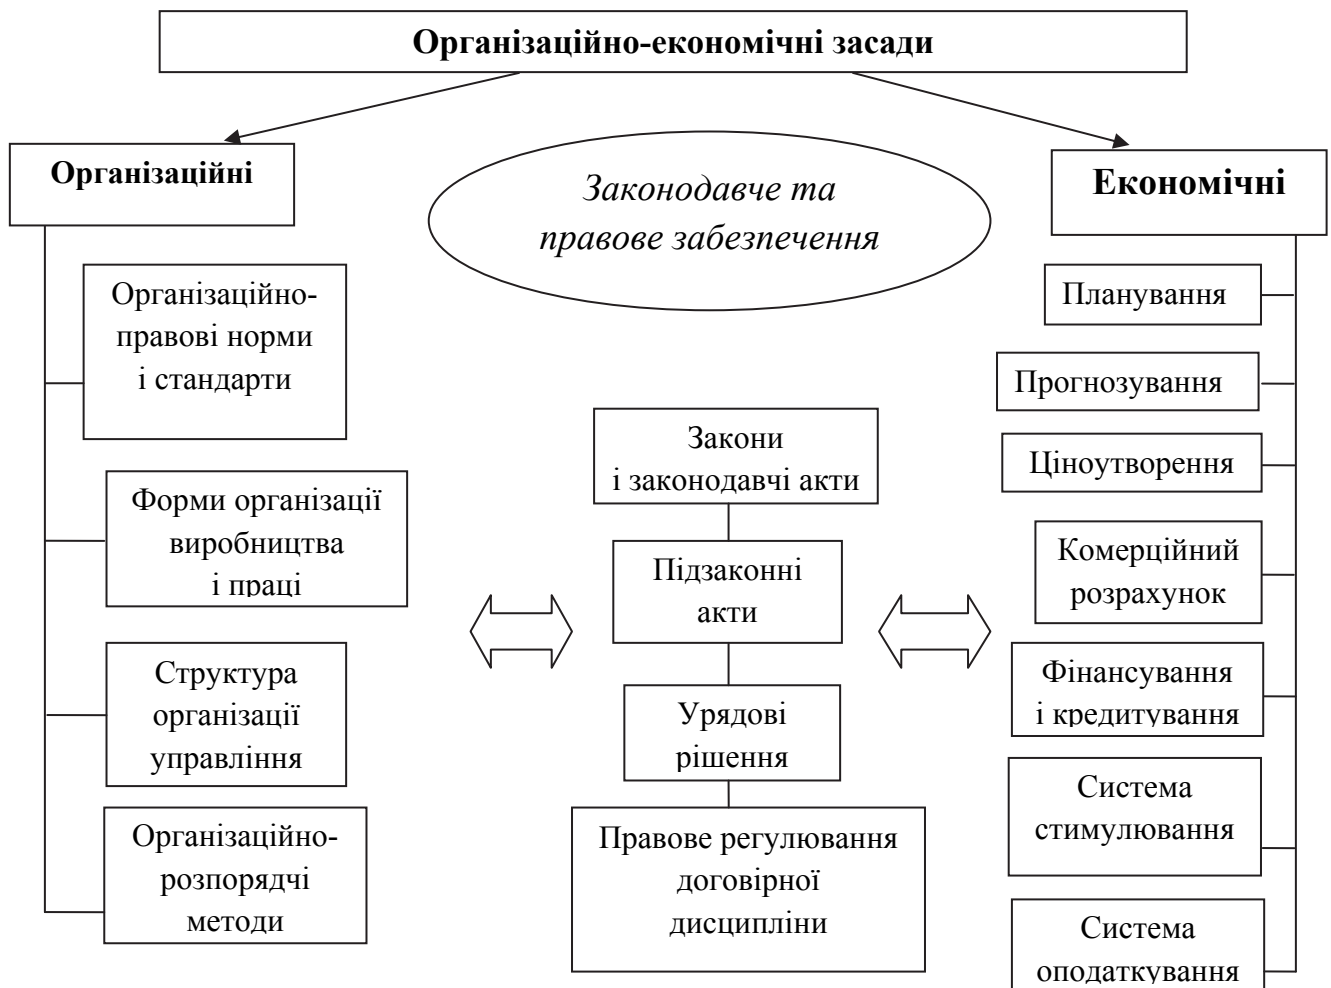 Організаційно-економічні засади
Організаційні
Організаційно-
правові норми
і стандарти
Форми організації
виробництва
і праці
Структура
організації
управління
Організаційно-
розпорядчі
методи
Законодавче та
правове забезпечення
Закони
і законодавчі акти
Підзаконні
акти
Урядові
рішення
Правове регулювання
договірної
дисципліни
Економічні
Планування
Прогнозування
Ціноутворення
Комерційний
розрахунок
Фінансування
і кредитування
Система
стимулювання
Система
оподаткування